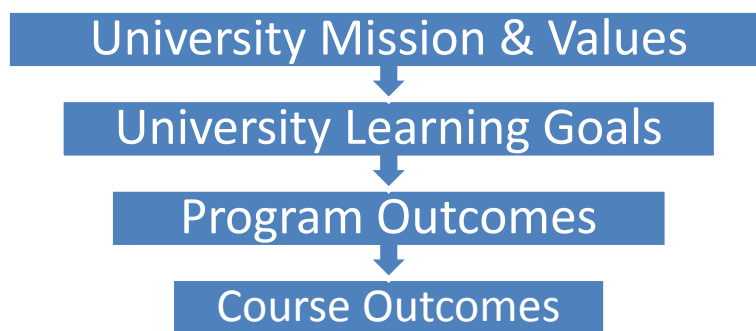 University Mission & Values
University Learning Goals
Program Outcomes
Course Outcomes